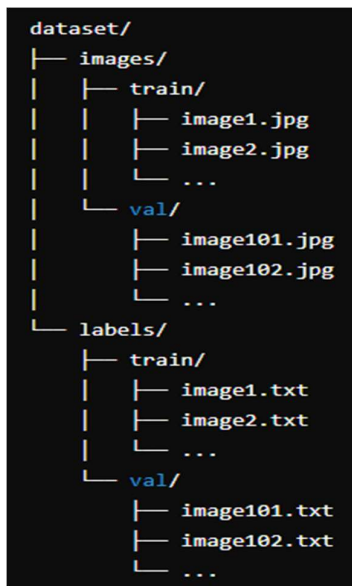 dataset/
├── images/
│   ├── train/
│   │   ├── image1.jpg
│   │   ├── image2.jpg
│   │   └── ...
│   └── val/
│       ├── image101.jpg
│       ├── image102.jpg
│       └── ...
└── labels/
    ├── train/
    │   ├── image1.txt
    │   ├── image2.txt
    │   └── ...
    └── val/
        ├── image101.txt
        ├── image102.txt
        └── ...